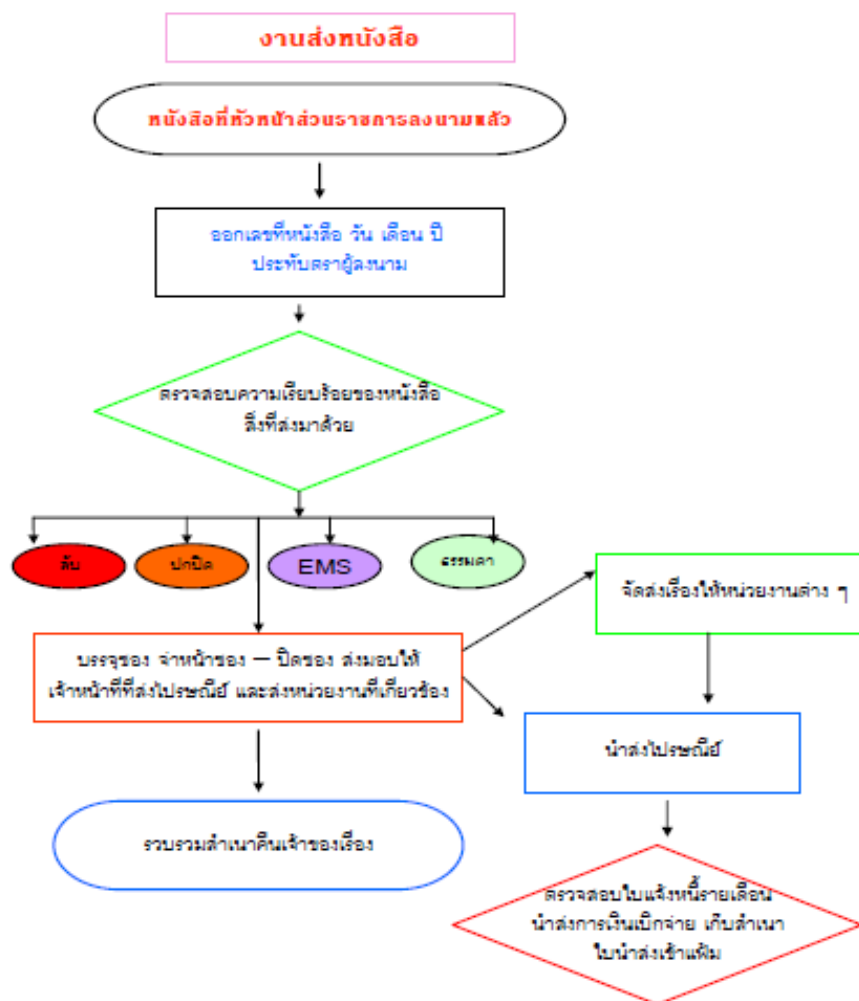 งานส่งหนังสือ
หนังสือที่หัวหน้าส่วนราชการลงนามแล้ว
ออกเลขที่หนังสือ วัน เดือน ปี
ประทับตราผู้ลงนาม
ตรวจสอบความเรียบร้อยของหนังสือ
สิ่งที่ส่งมาด้วย
ลับ
ปกปิด
EMS
ธรรมดา
จัดส่งเรื่องให้หน่วยงานต่าง ๆ
บรรจุซอง จ่าหน้าซอง – ปิดซอง ส่งมอบให้
เจ้าหน้าที่ที่ส่งไปรษณีย์ และส่งหน่วยงานที่เกี่ยวข้อง
นำส่งไปรษณีย์
รวบรวมสำเนาคืนเจ้าของเรื่อง
ตรวจสอบใบแจ้งหนี้รายเดือน
นำส่งการเงินเบิกจ่าย เก็บสำเนา
ใบนำส่งเข้าแฟ้ม